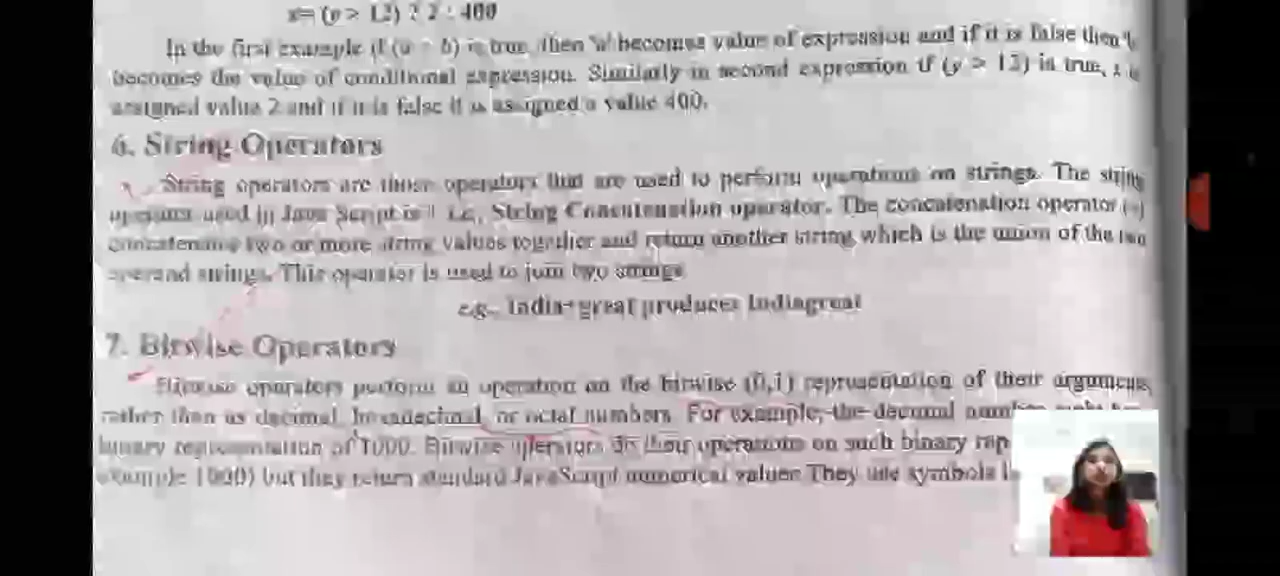 x= (y > 12) ? 2 : 400
In the first example if (a > b) is true, then 'a' becomes value of expression and if it is false then
becomes the value of conditional expression. Similarly in second expression if (y > 12) is true, x is
assigned value 2 and if it is false it is assigned a value 400.
6. String Operators
String operators are those operators that are used to perform operations on strings. The string
operator used in Java Script is i.e., String Concatenation operator. The concatenation operator (+)
concatenates two or more string values together and return another string which is the union of the two
operand strings. This operator is used to join two strings
e.g., India+great produces Indiagreat
7. Bitwise Operators
Bitwise operators perform an operation on the bitwise (0,1) representation of their arguments,
rather than as decimal, hexadecimal, or octal numbers. For example, the decimal
binary representation of 1000. Bitwise operators do their operations on such binary rep
example 1000) but they return standard JavaScript numerical values. They use symbols